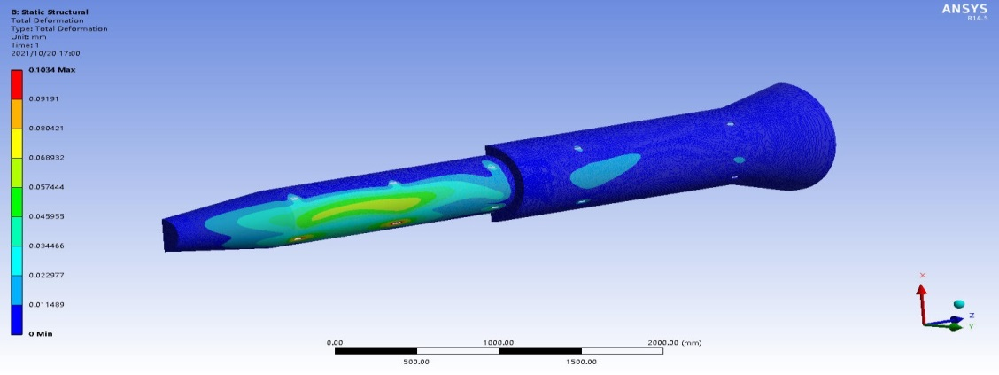 B: Static Structural
Total Deformation
Type: Total Deformation
Unit: mm
Time: 1
2021/10/20 17:00
ANSYS
R14.5
0.1034 Max
0.09191
0.080421
0.068932
0.057444
0.045955
0.034466
0.022977
0.011489
0 Min
X
Z
Y
0.00 1000.00 2000.00 (mm)
500.00 1500.00